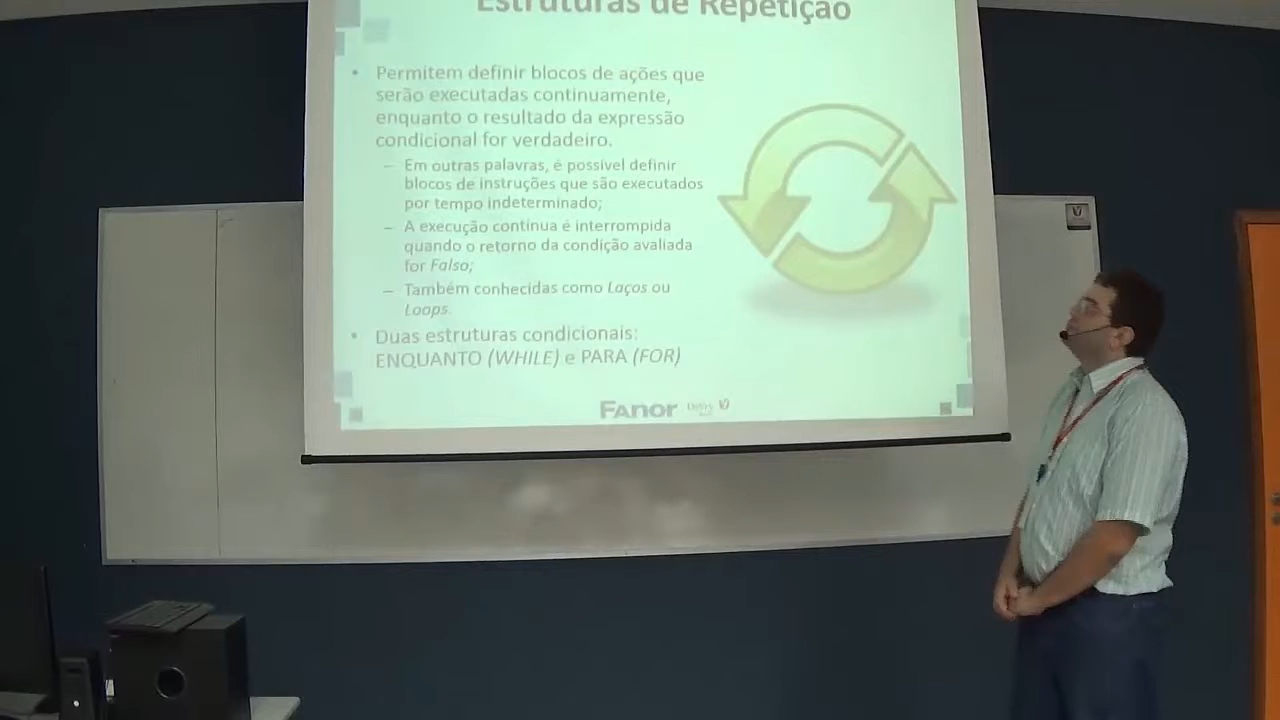 Estruturas de Repetição
• Permitem definir blocos de ações que
serão executadas continuamente,
enquanto o resultado da expressão
condicional for verdadeiro.
– Em outras palavras, é possível definir
blocos de instruções que são executados
por tempo indeterminado;
– A execução contínua é interrompida
quando o retorno da condição avaliada
for Falso;
– Também conhecidas como Laços ou
Loops.
• Duas estruturas condicionais:
ENQUANTO (WHILE) e PARA (FOR)
Fanor